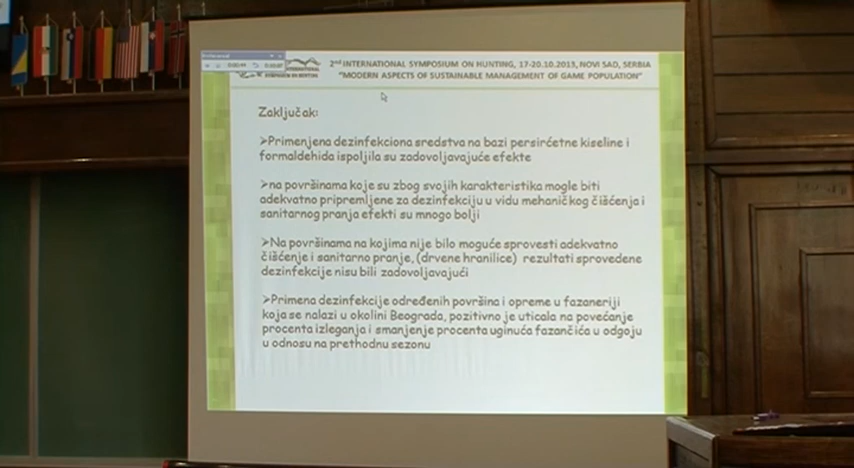 2nd INTERNATIONAL SYMPOSIUM ON HUNTING, 17-20.10.2013, NOVI SAD, SERBIA
"MODERN ASPECTS OF SUSTAINABLE MANAGEMENT OF GAME POPULATION"
Zaključak:
➢Primenjena dezinfekciona sredstva na bazi persirćetne kiseline i
formaldehida ispoljila su zadovoljavajuće efekte
➢na površinama koje su zbog svojih karakteristika mogle biti
adekvatno pripremljene za dezinfekciju u vidu mehaničkog čišćenja i
sanitarnog pranja efekti su mnogo bolji
➢Na površinama na kojima nije bilo moguće sprovesti adekvatno
čišćenje i sanitarno pranje, (drvene hranilice) rezultati sprovedene
dezinfekcije nisu bili zadovoljavajući
➢Primena dezinfekcije određenih površina i opreme u fazaneriji
koja se nalazi u okolini Beograda, pozitivno je uticala na povećanje
procenta izleganja i smanjenje procenta uginuća fazančića u odgoju
u odnosu na prethodnu sezonu